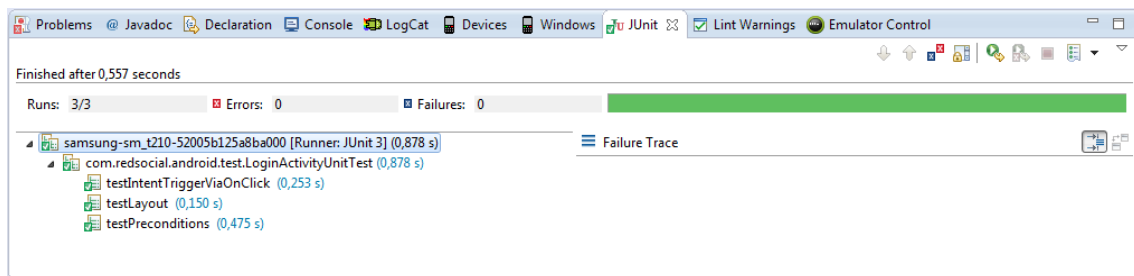 Problems @ Javadoc Declaration Console LogCat Devices Windows JUnit Lint Warnings Emulator Control
Finished after 0,557 seconds
Runs: 3/3 Errors: 0 Failures: 0
samsung-sm_t210-52005b125a8ba000 [Runner: JUnit 3] (0,878 s) Failure Trace
com.redsocial.android.test.LoginActivityUnitTest (0,878 s)
testIntentTriggerViaOnClick (0,253 s)
testLayout (0,150 s)
testPreconditions (0,475 s)